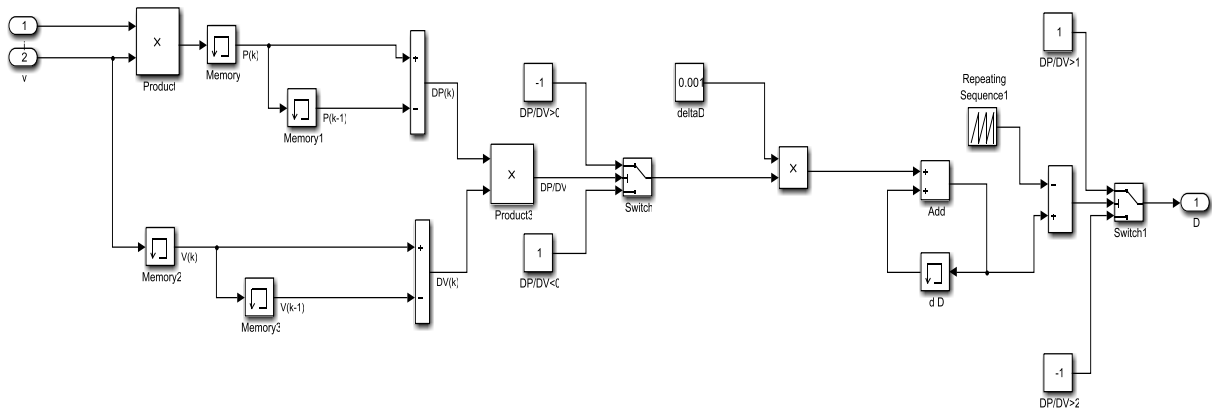 1
2
v
X
Product
Memory
P(k)
Memory1
P(k-1)
+
−
DP(k)
Memory2
V(k)
Memory3
V(k-1)
+
−
DV(k)
X
Product3
DP/DV
-1
DP/DV>0
1
DP/DV<0
Switch
0.001
deltaD
X
+
+
Add
d D
Repeating
Sequence1
−
+
1
DP/DV>1
-1
DP/DV>2
Switch1
1
D